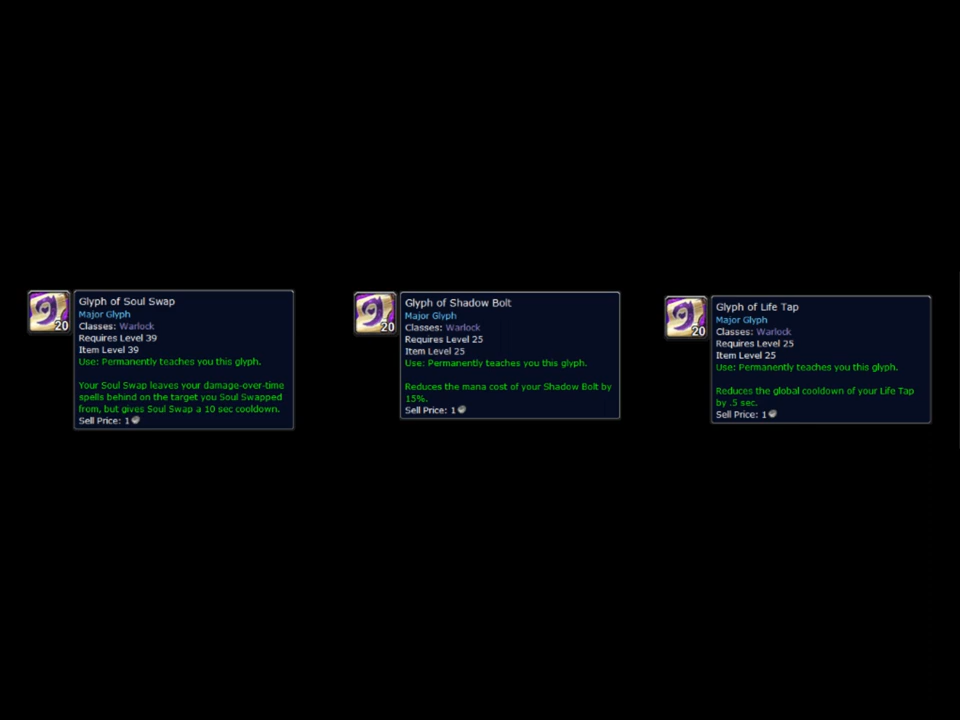 Glyph of Soul Swap
Major Glyph
Classes: Warlock
Requires Level 39
Item Level 39
Use: Permanently teaches you this glyph.
Your Soul Swap leaves your damage-over-time
spells behind on the target you Soul Swapped
from, but gives Soul Swap a 10 sec cooldown.
Sell Price: 1
20
Glyph of Shadow Bolt
Major Glyph
Classes: Warlock
Requires Level 25
Item Level 25
Use: Permanently teaches you this glyph.
Reduces the mana cost of your Shadow Bolt by
15%.
Sell Price: 1
20
Glyph of Life Tap
Major Glyph
Classes: Warlock
Requires Level 25
Item Level 25
Use: Permanently teaches you this glyph.
Reduces the global cooldown of your Life Tap
by .5 sec.
Sell Price: 1
20